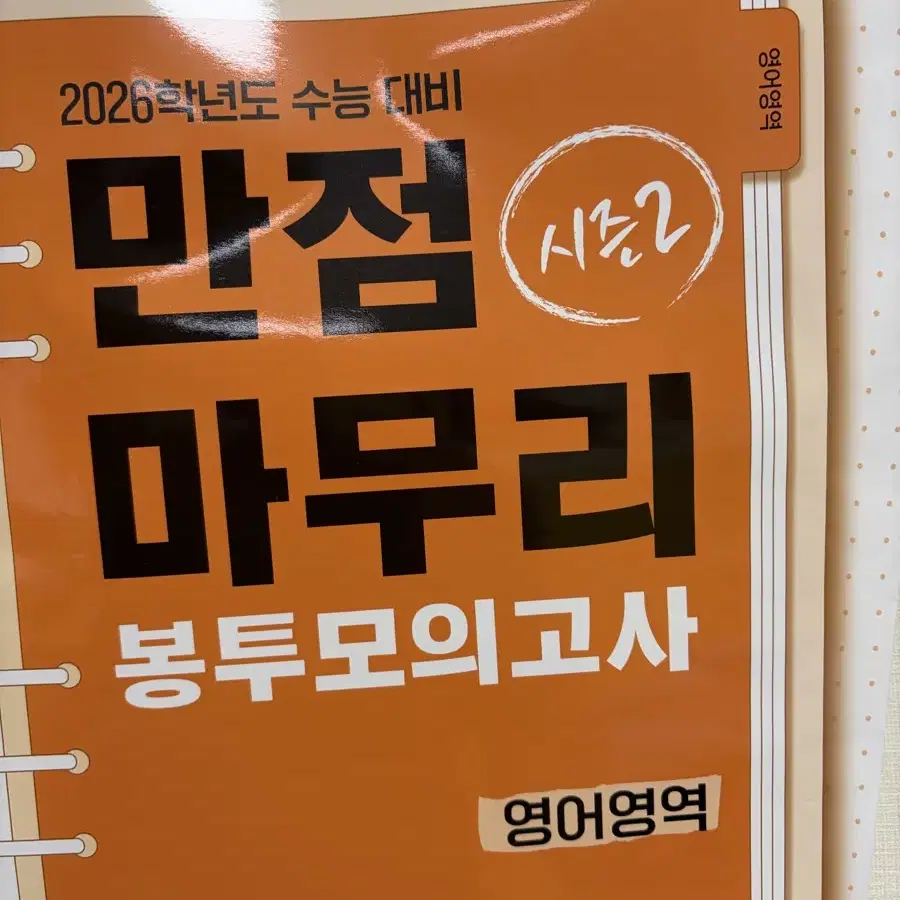 2026학년도 수능 대비
영어영역
만점
시즌2
마무리
봉투모의고사
영어영역